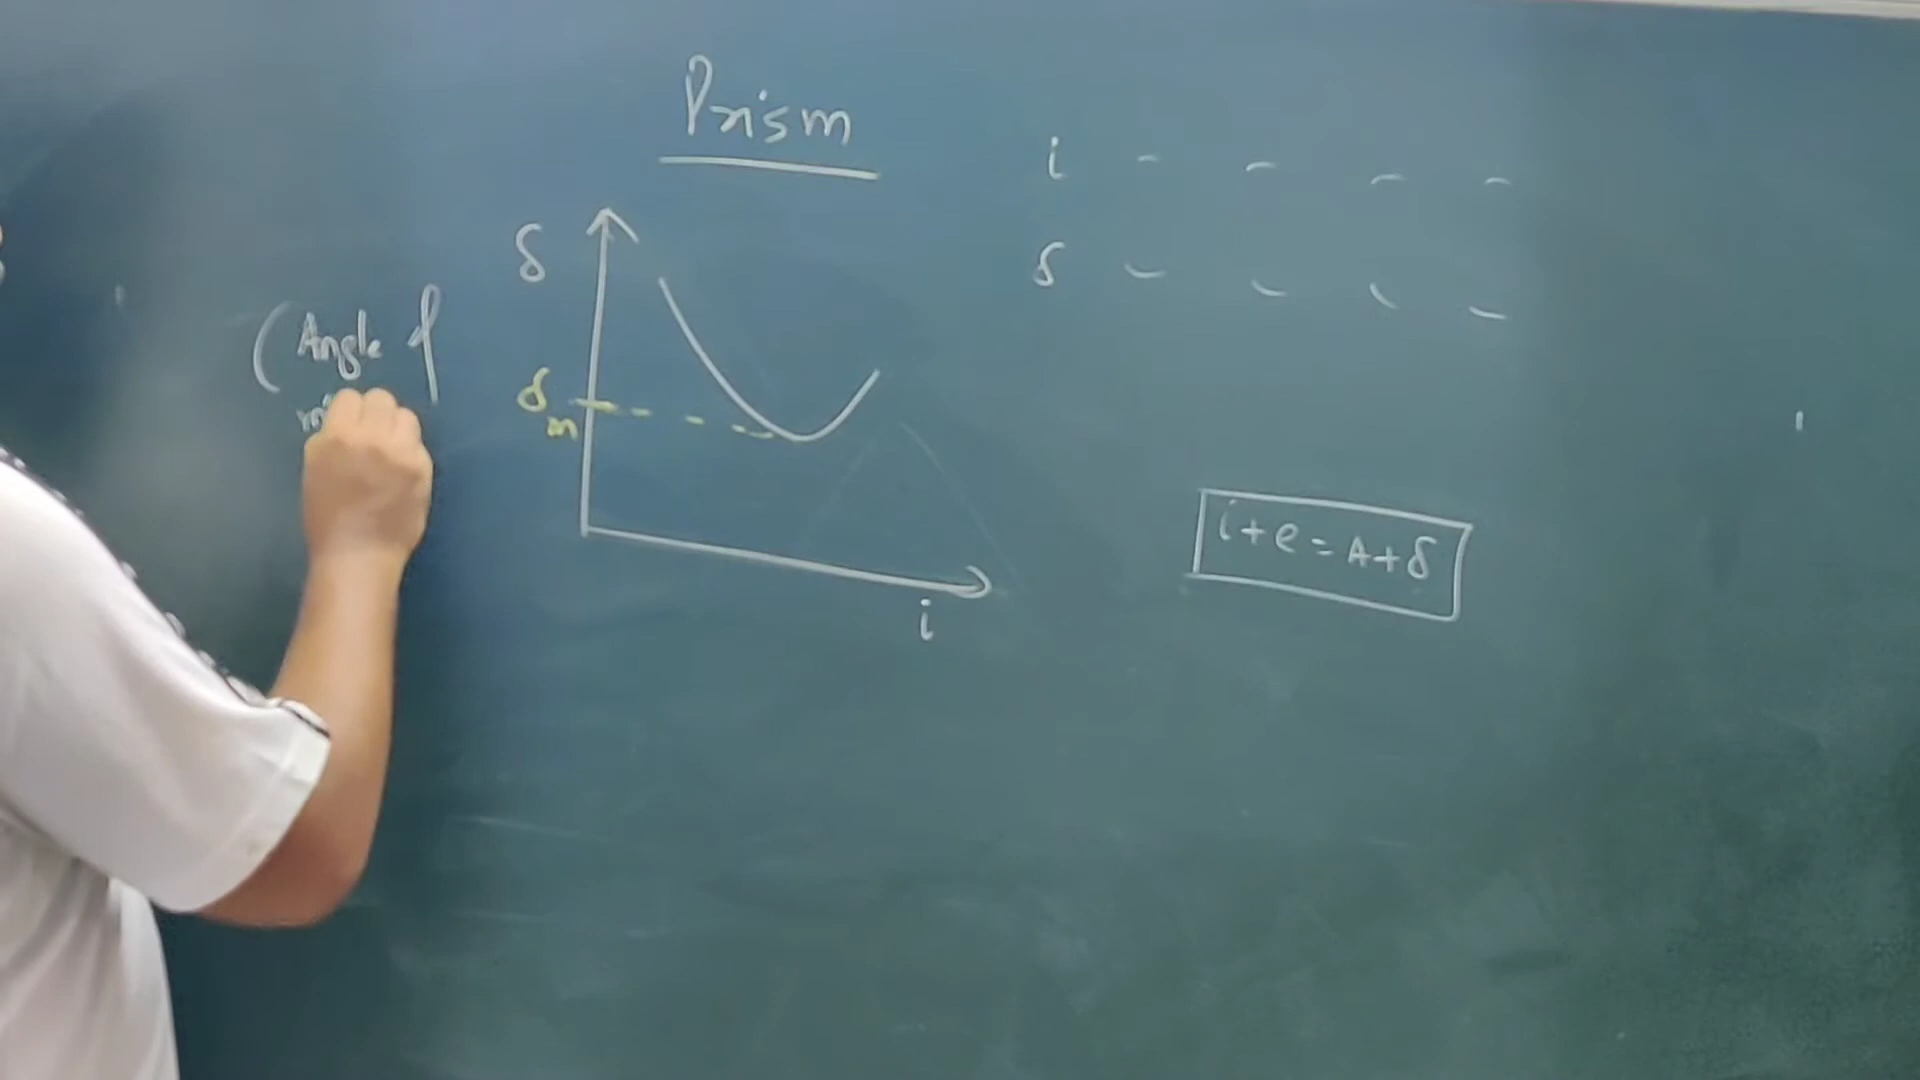 Prism
i - - - -
δ - - - -
δ
(Angle of
δm
i + e = A + δ
i